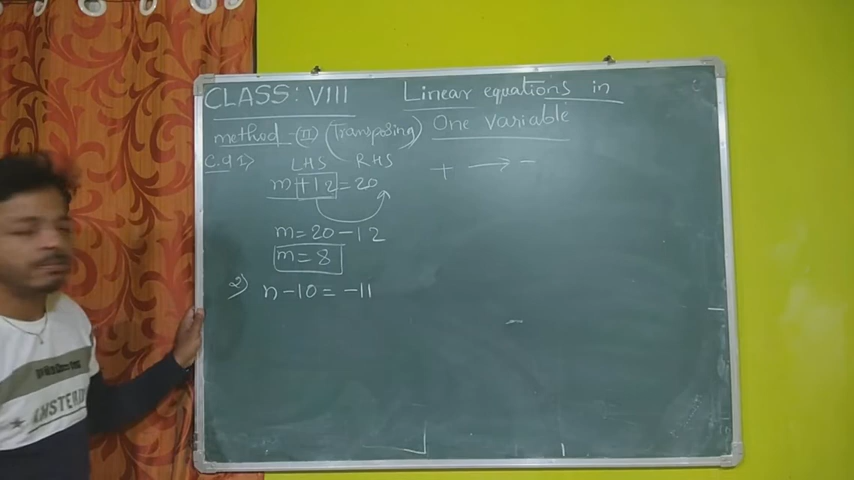 CLASS: VIII Linear equations in
One Variable
method-(II) (Transposing)
e.g 1>
LHS RHS
m+12=20
+ → -
m=20-12
m=8
2) n-10=-11
AMSTERDAM